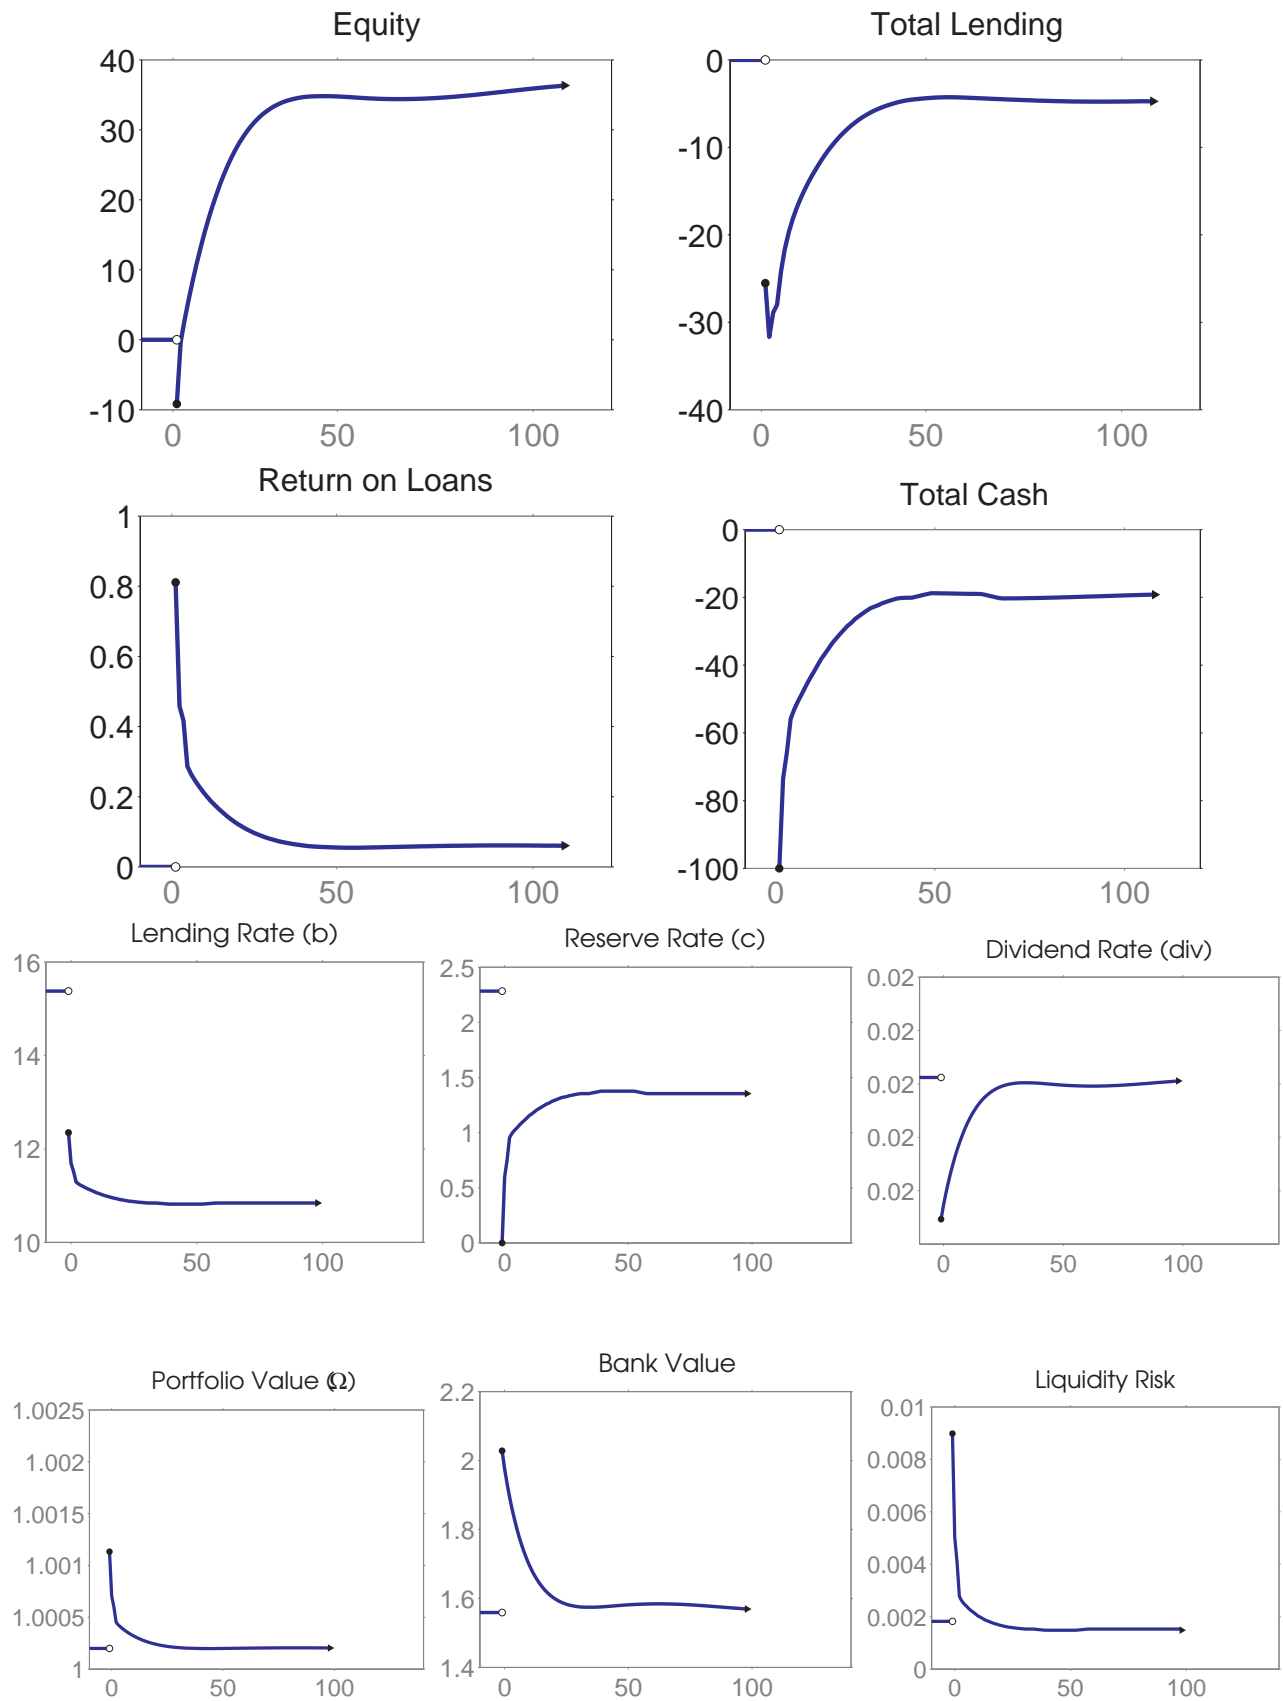 Equity
40
30
20
10
0
-10
0 50 100
Total Lending
0
-10
-20
-30
-40
0 50 100
Return on Loans
1
0.8
0.6
0.4
0.2
0
0 50 100
Total Cash
0
-20
-40
-60
-80
-100
0 50 100
Lending Rate (b)
16
14
12
10
0 50 100
Reserve Rate (c)
2.5
2
1.5
1
0.5
0
0 50 100
Dividend Rate (div)
0.02
0.02
0.02
0.02
0.02
0 50 100
Portfolio Value (Ω)
1.0025
1.002
1.0015
1.001
1.0005
1
0 50 100
Bank Value
2.2
2
1.8
1.6
1.4
0 50 100
Liquidity Risk
0.01
0.008
0.006
0.004
0.002
0
0 50 100